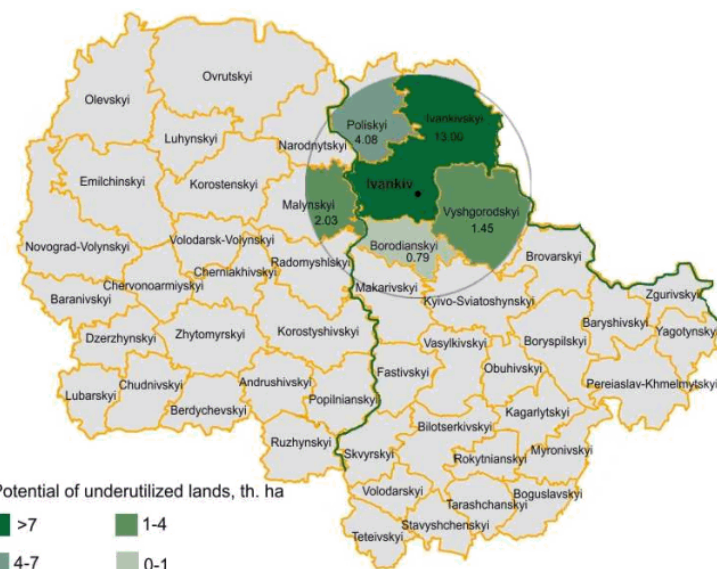 Ovrutskyi
Olevskyi
Ivankivskyi
Poliskyi
13.00
4.08
Luhynskyi
Narodnytskyi
Emilchinskyi
Korostenskyi
Ivankiv
Malynskyi
2.03
Vyshgorodskyi
1.45
Volodarsk-Volynskyi
Novograd-Volynskyi
Borodianskyi
0.79
Radomyshlskyi
Brovarskyi
Cherniakhivskyi
Chervonoarmiyskyi
Makarivskyi
Zgurivskyi
Baranivskyi
Kyivo-Sviatoshynskyi
Baryshivskyi
Yagotynskyi
Dzerzhynskyi
Zhytomyrskyi
Korostyshivskyi
Vasylkivskyi
Boryspilskyi
Fastivskyi
Obuhivskyi
Pereiaslav-Khmelmytskyi
Chudnivskyi
Andrushivskyi
Lubarskyi
Popilnianskyi
Berdychevskyi
Kagarlytskyi
Bilotserkivskyi
Ruzhynskyi
Skvyrskyi
Myronivskyi
Rokytnianskyi
Volodarskyi
Boguslavskyi
Tarashchanskyi
Stavyshchenskyi
Teteivskyi
Potential of underutilized lands, th. ha
>7
1-4
4-7
0-1